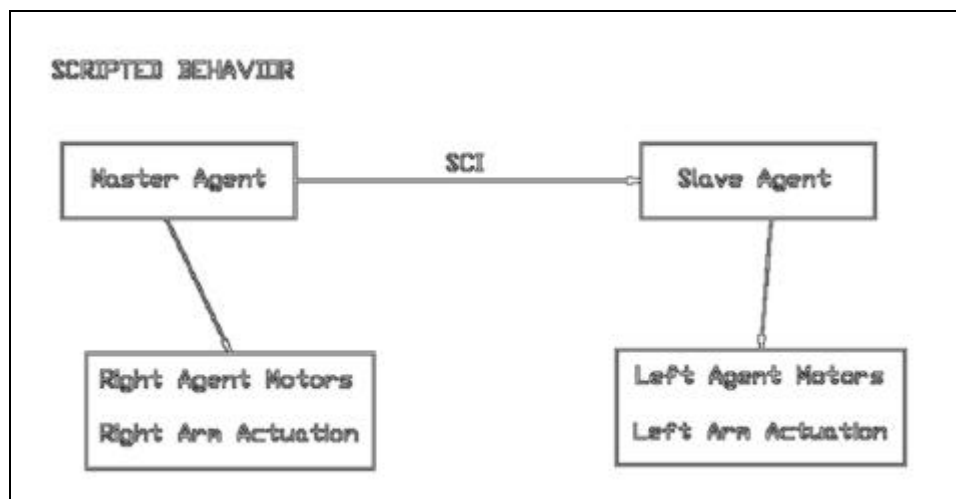 SCRIPTED BEHAVIOR
SCI
Master Agent
Slave Agent
Right Agent Motors
Right Arm Actuation
Left Agent Motors
Left Arm Actuation